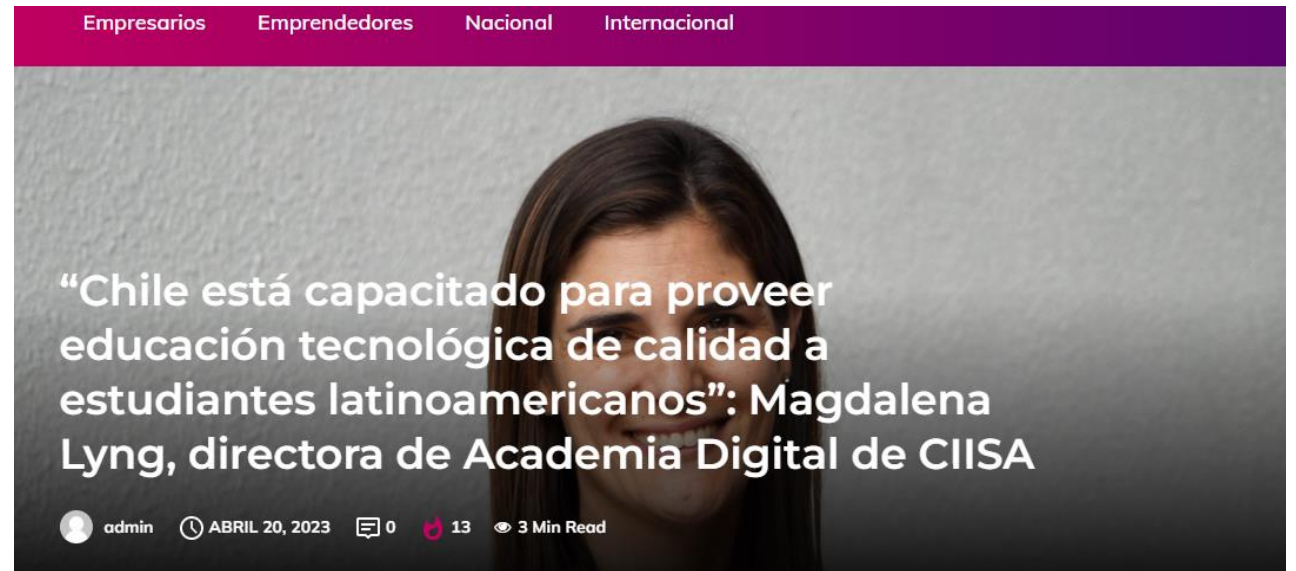 Empresarios Emprendedores Nacional Internacional
“Chile está capacitado para proveer
educación tecnológica de calidad a
estudiantes latinoamericanos”: Magdalena
Lyng, directora de Academia Digital de CIISA
admin ABRIL 20, 2023 0 13 3 Min Read